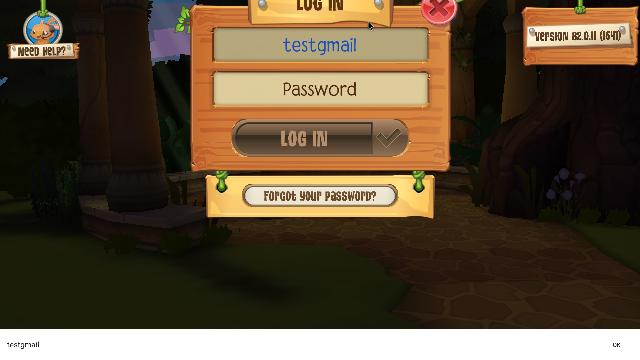 LOG IN
testgmail
Password
LOG IN
Forgot your password?
NEED HELP?
Version 82.0.11 (1641)
testgmail
OK